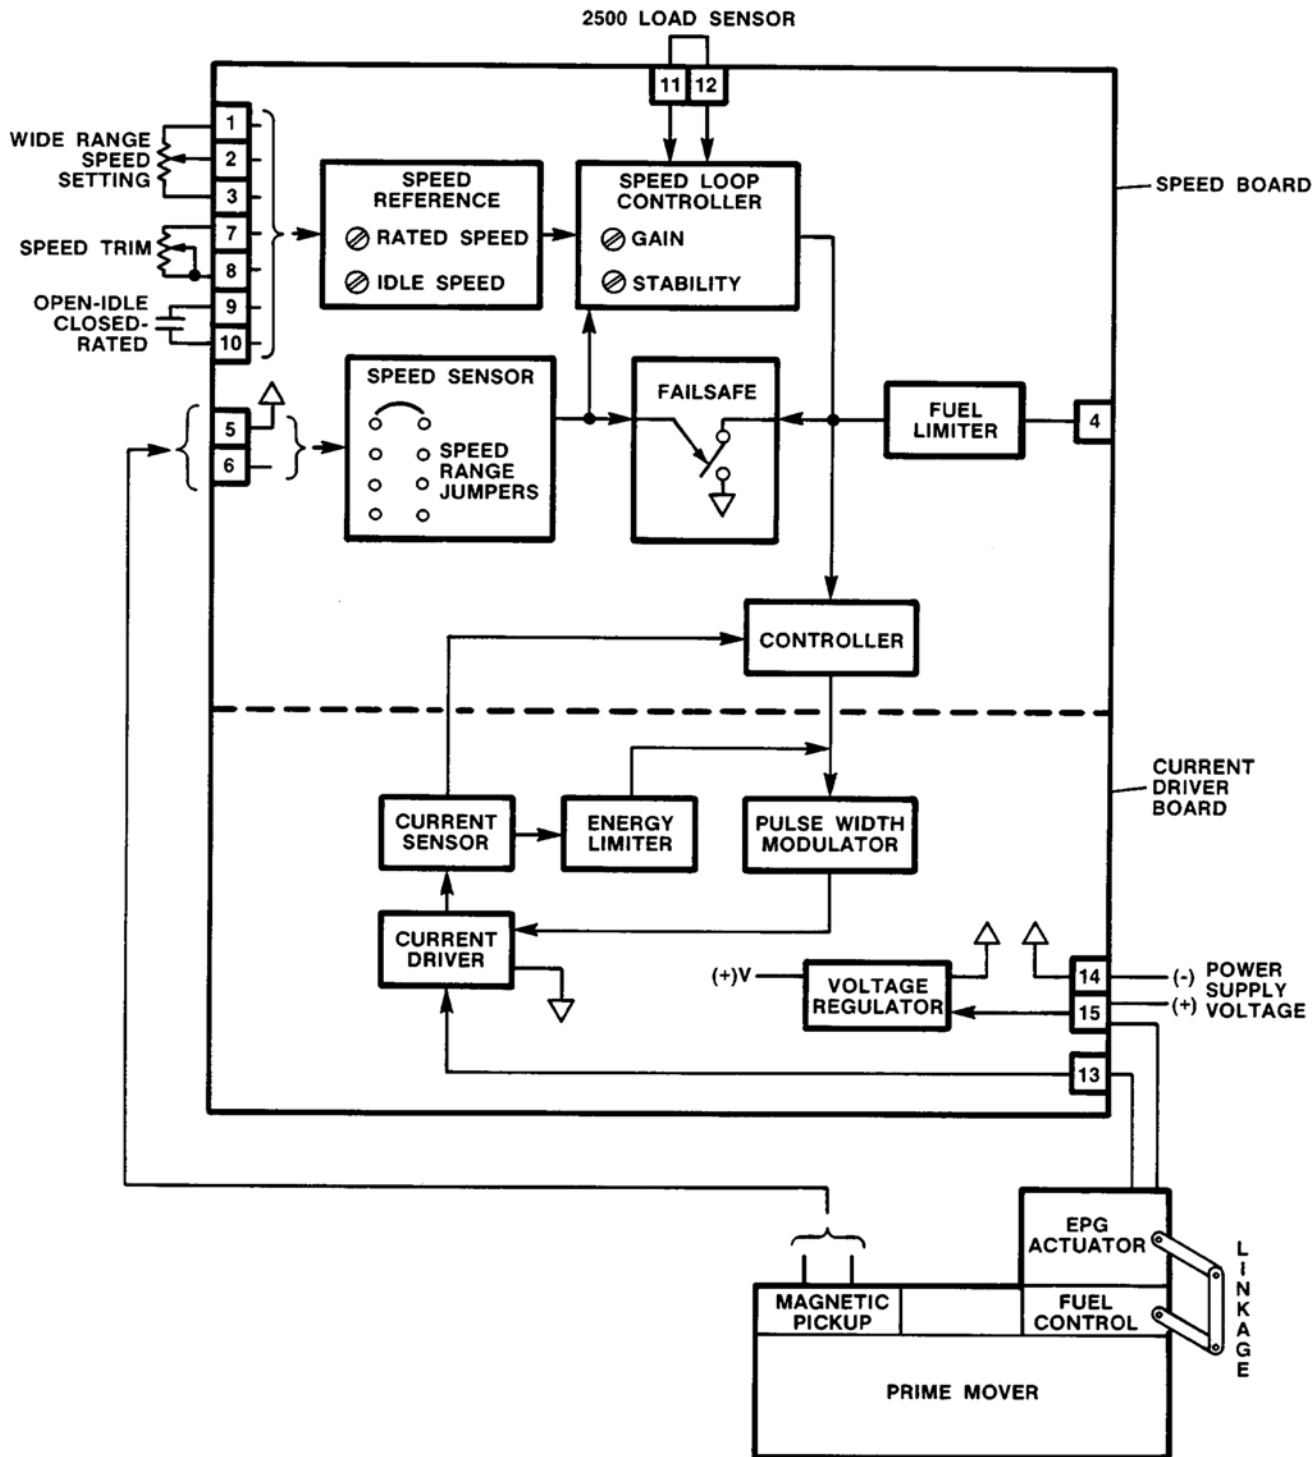 2500 LOAD SENSOR
11 12
1
WIDE RANGE
SPEED
SETTING
2
3
SPEED TRIM
7
8
OPEN-IDLE
CLOSED-
RATED
9
10
SPEED
REFERENCE
RATED SPEED
IDLE SPEED
SPEED LOOP
CONTROLLER
GAIN
STABILITY
SPEED BOARD
5
6
SPEED SENSOR
SPEED
RANGE
JUMPERS
FAILSAFE
FUEL
LIMITER
4
CONTROLLER
CURRENT
DRIVER
BOARD
CURRENT
SENSOR
ENERGY
LIMITER
PULSE WIDTH
MODULATOR
CURRENT
DRIVER
(+)V
VOLTAGE
REGULATOR
14
15
(-)
(+)
POWER
SUPPLY
VOLTAGE
13
EPG
ACTUATOR
LINKAGE
MAGNETIC
PICKUP
FUEL
CONTROL
PRIME MOVER